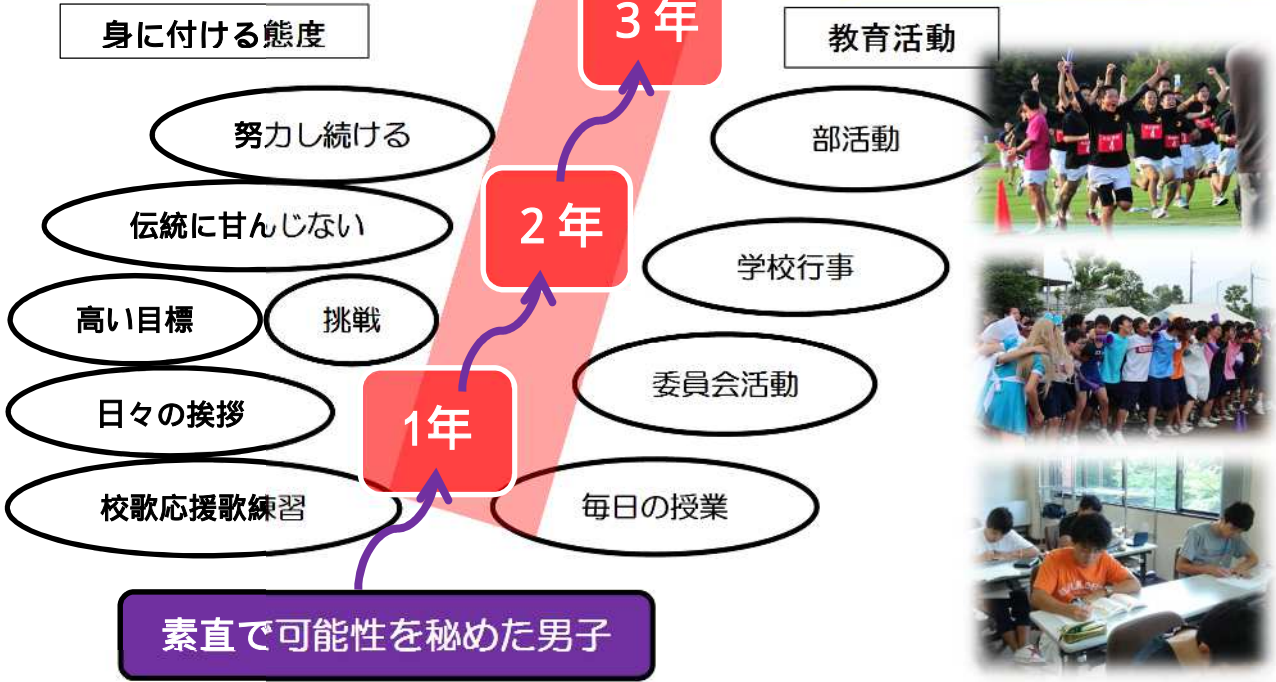 身に付ける態度
努力し続ける
伝統に甘んじない
高い目標
挑戦
日々の挨拶
校歌応援歌練習
3年
2年
1年
素直で可能性を秘めた男子
教育活動
部活動
学校行事
委員会活動
毎日の授業
4
4